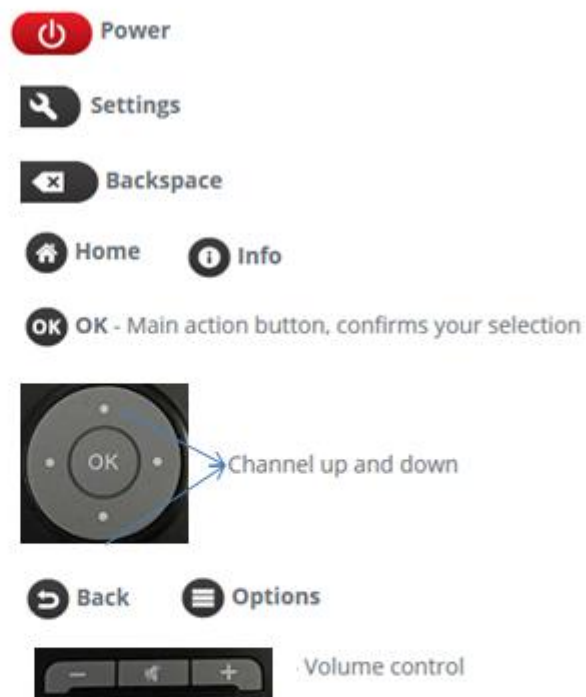 Power
Settings
Backspace
Home Info
OK OK - Main action button, confirms your selection
OK Channel up and down
Back Options
- + Volume control